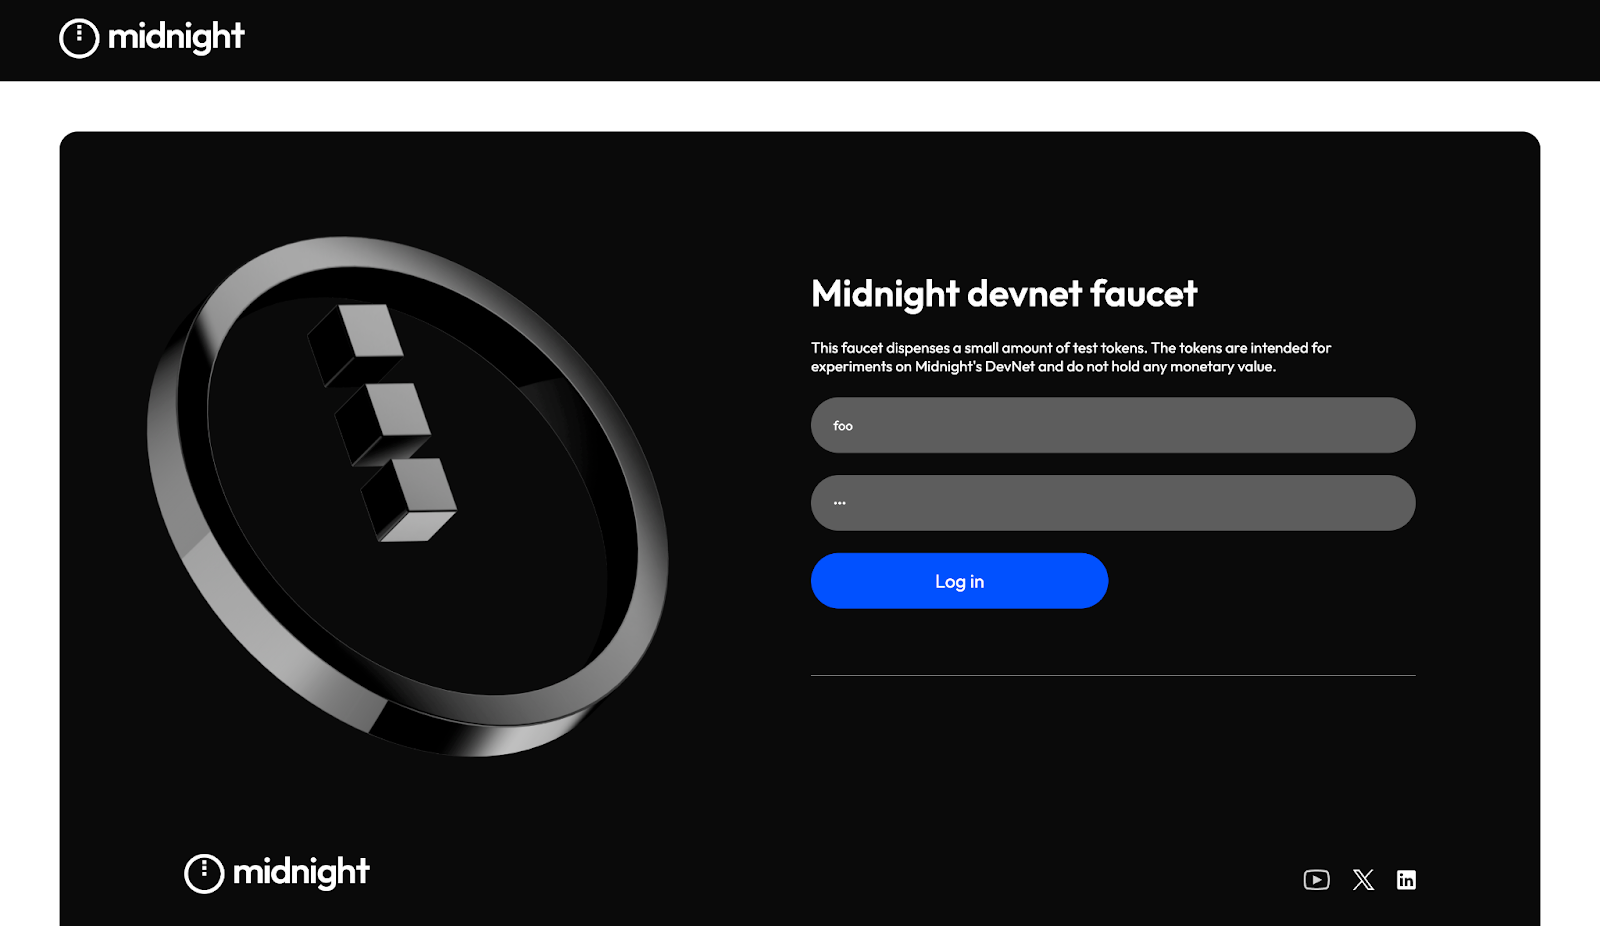 midnight
Midnight devnet faucet
This faucet dispenses a small amount of test tokens. The tokens are intended for
experiments on Midnight's DevNet and do not hold any monetary value.
foo
•••
Log in
midnight